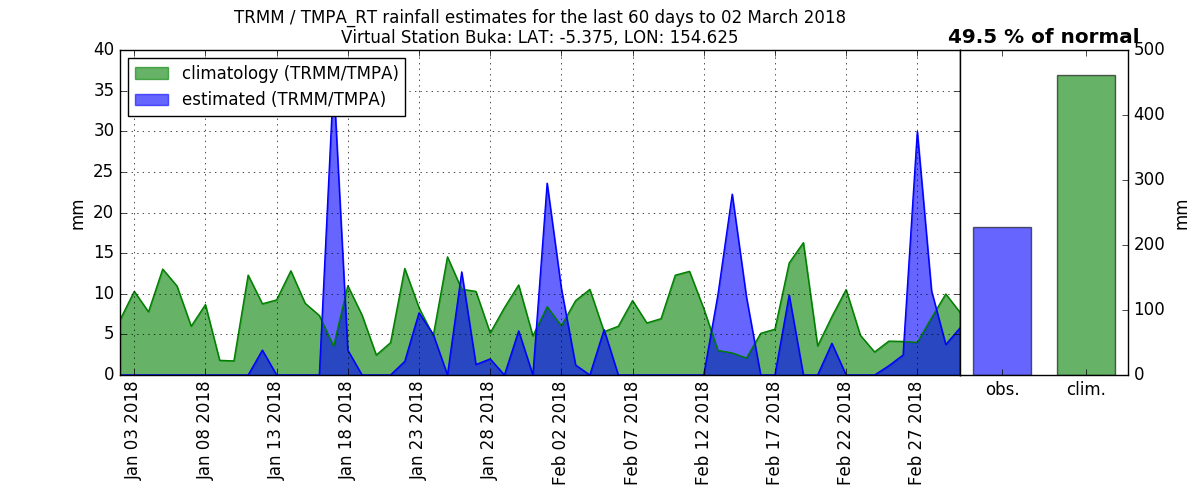 TRMM / TMPA_RT rainfall estimates for the last 60 days to 02 March 2018
Virtual Station Buka: LAT: -5.375, LON: 154.625
49.5 % of normal
climatology (TRMM/TMPA)
estimated (TRMM/TMPA)
40
35
30
25
20
15
10
5
0
mm
Jan 03 2018
Jan 08 2018
Jan 13 2018
Jan 18 2018
Jan 23 2018
Jan 28 2018
Feb 02 2018
Feb 07 2018
Feb 12 2018
Feb 17 2018
Feb 22 2018
Feb 27 2018
obs.
clim.
500
400
300
200
100
0
mm